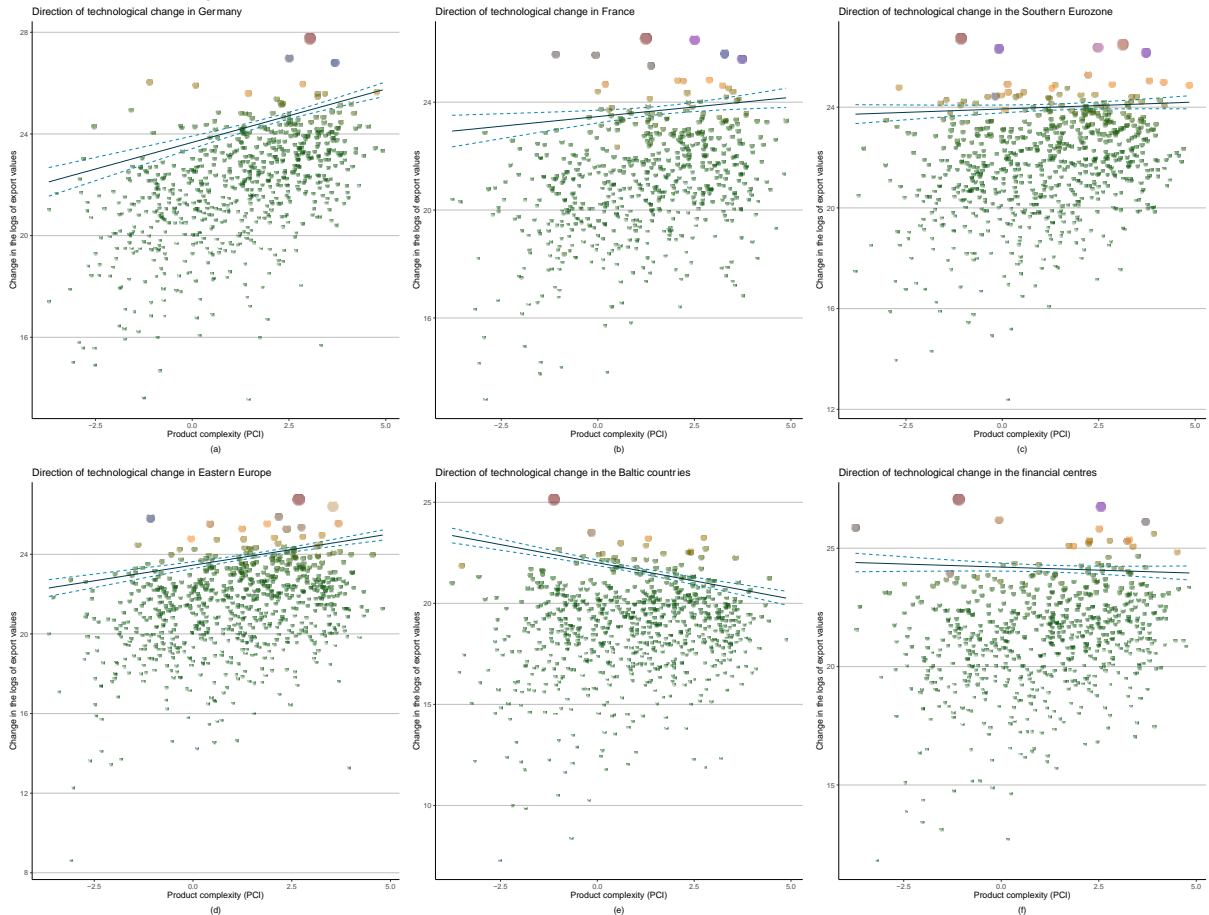 Direction of technological change in Germany
28
24
20
16
Change in the logs of export values
−2.5 0.0 2.5 5.0
Product complexity (PCI)
(a)
Direction of technological change in France
24
20
16
Change in the logs of export values
−2.5 0.0 2.5 5.0
Product complexity (PCI)
(b)
Direction of technological change in the Southern Eurozone
24
20
16
12
Change in the logs of export values
−2.5 0.0 2.5 5.0
Product complexity (PCI)
(c)
Direction of technological change in Eastern Europe
24
20
16
12
8
Change in the logs of export values
−2.5 0.0 2.5 5.0
Product complexity (PCI)
(d)
Direction of technological change in the Baltic countries
25
20
15
10
Change in the logs of export values
−2.5 0.0 2.5 5.0
Product complexity (PCI)
(e)
Direction of technological change in the financial centres
25
20
15
Change in the logs of export values
−2.5 0.0 2.5 5.0
Product complexity (PCI)
(f)